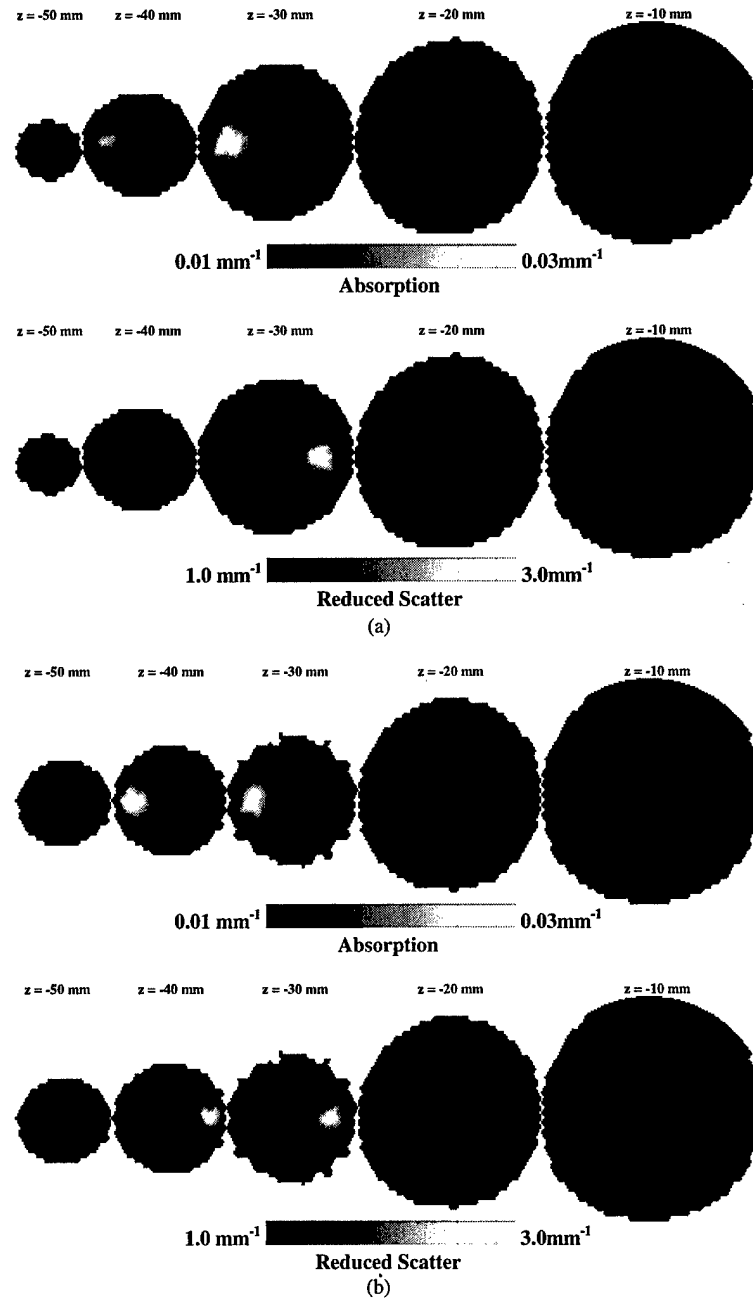 z = -50 mm z = -40 mm z = -30 mm z = -20 mm z = -10 mm
0.01 mm⁻¹ 0.03mm⁻¹
Absorption
z = -50 mm z = -40 mm z = -30 mm z = -20 mm z = -10 mm
1.0 mm⁻¹ 3.0mm⁻¹
Reduced Scatter
(a)
z = -50 mm z = -40 mm z = -30 mm z = -20 mm z = -10 mm
0.01 mm⁻¹ 0.03mm⁻¹
Absorption
z = -50 mm z = -40 mm z = -30 mm z = -20 mm z = -10 mm
1.0 mm⁻¹ 3.0mm⁻¹
Reduced Scatter
(b)